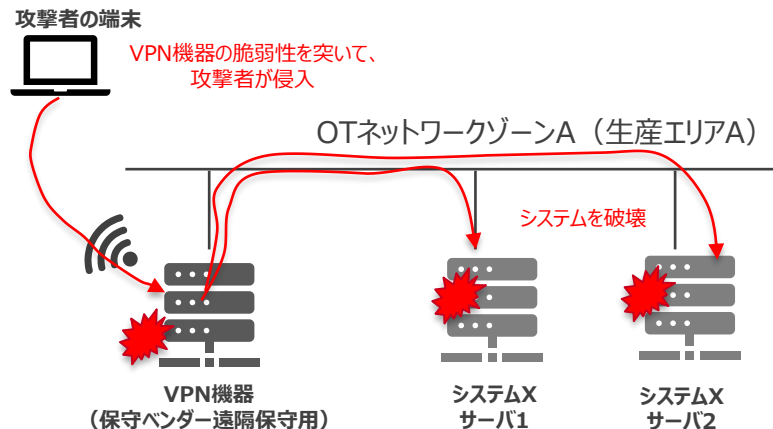 攻撃者の端末
VPN機器の脆弱性を突いて、
攻撃者が侵入
OTネットワークゾーンA（生産エリアA）
システムを破壊
VPN機器
（保守ベンダー遠隔保守用）
システムX
サーバ1
システムX
サーバ2